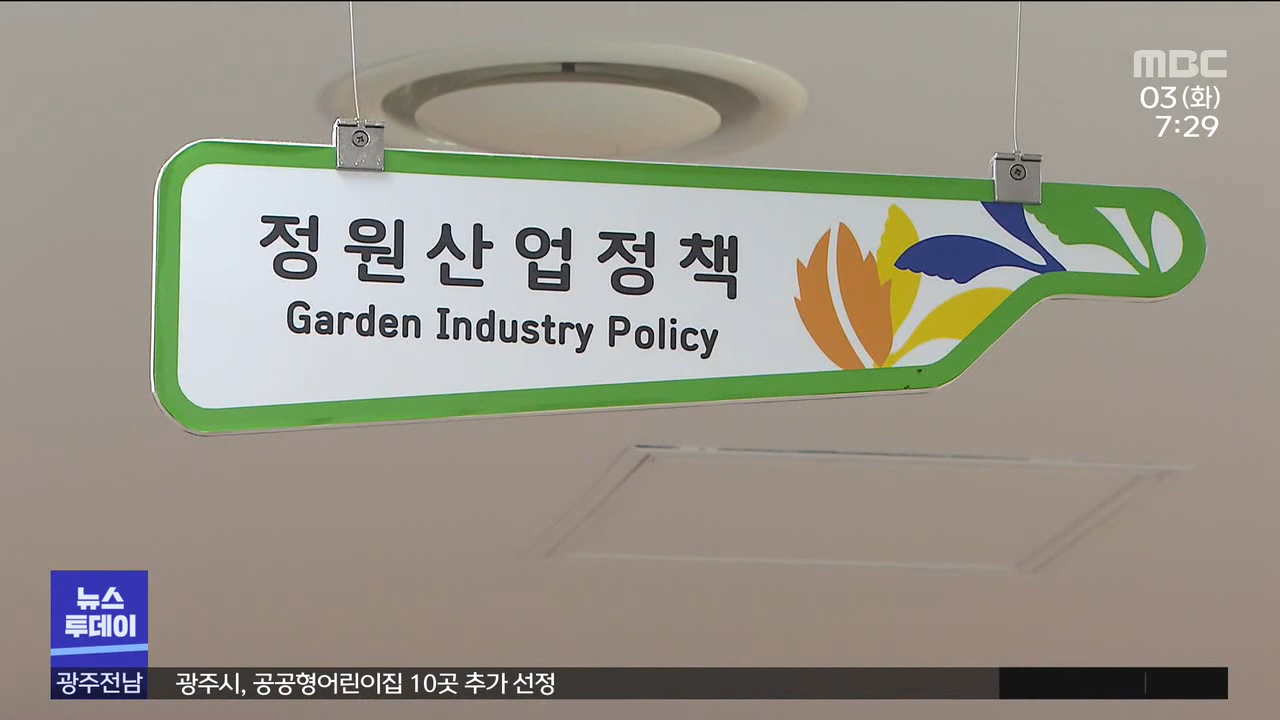 MBC
03(화)
7:29
정원산업정책
Garden Industry Policy
뉴스
투데이
광주전남
광주시, 공공형어린이집 10곳 추가 선정